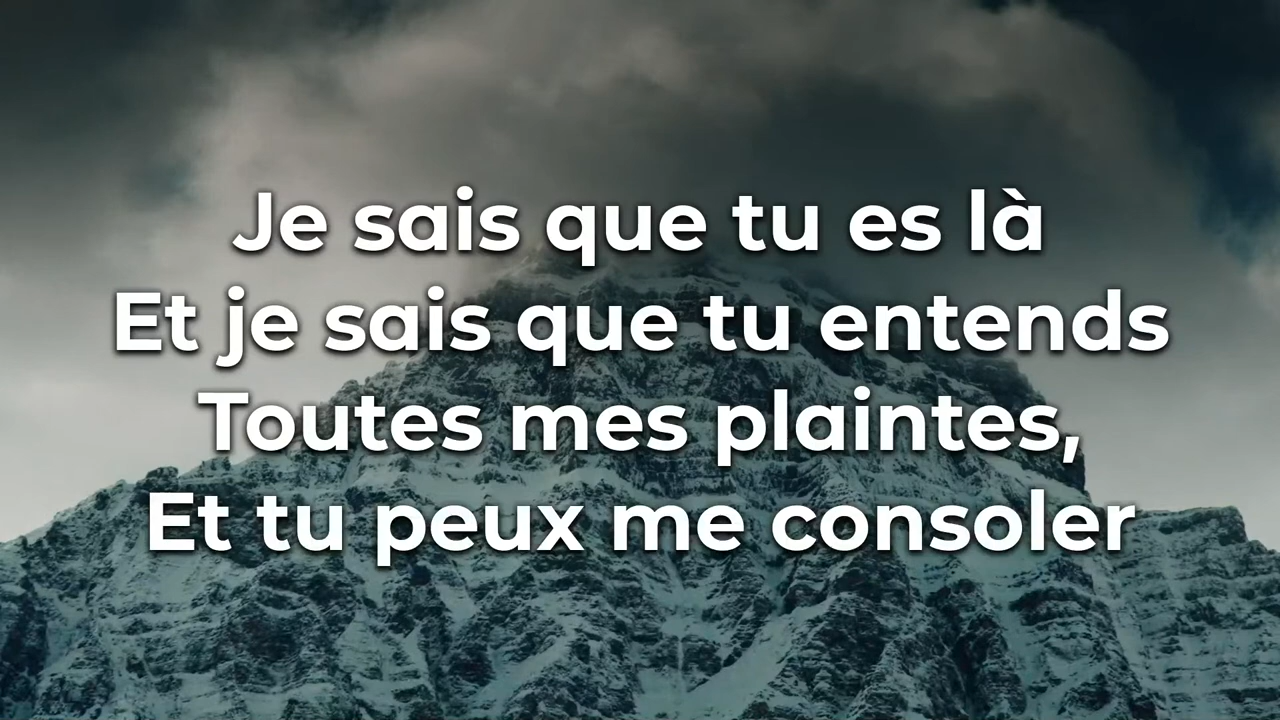 Je sais que tu es là
Et je sais que tu entends
Toutes mes plaintes,
Et tu peux me consoler